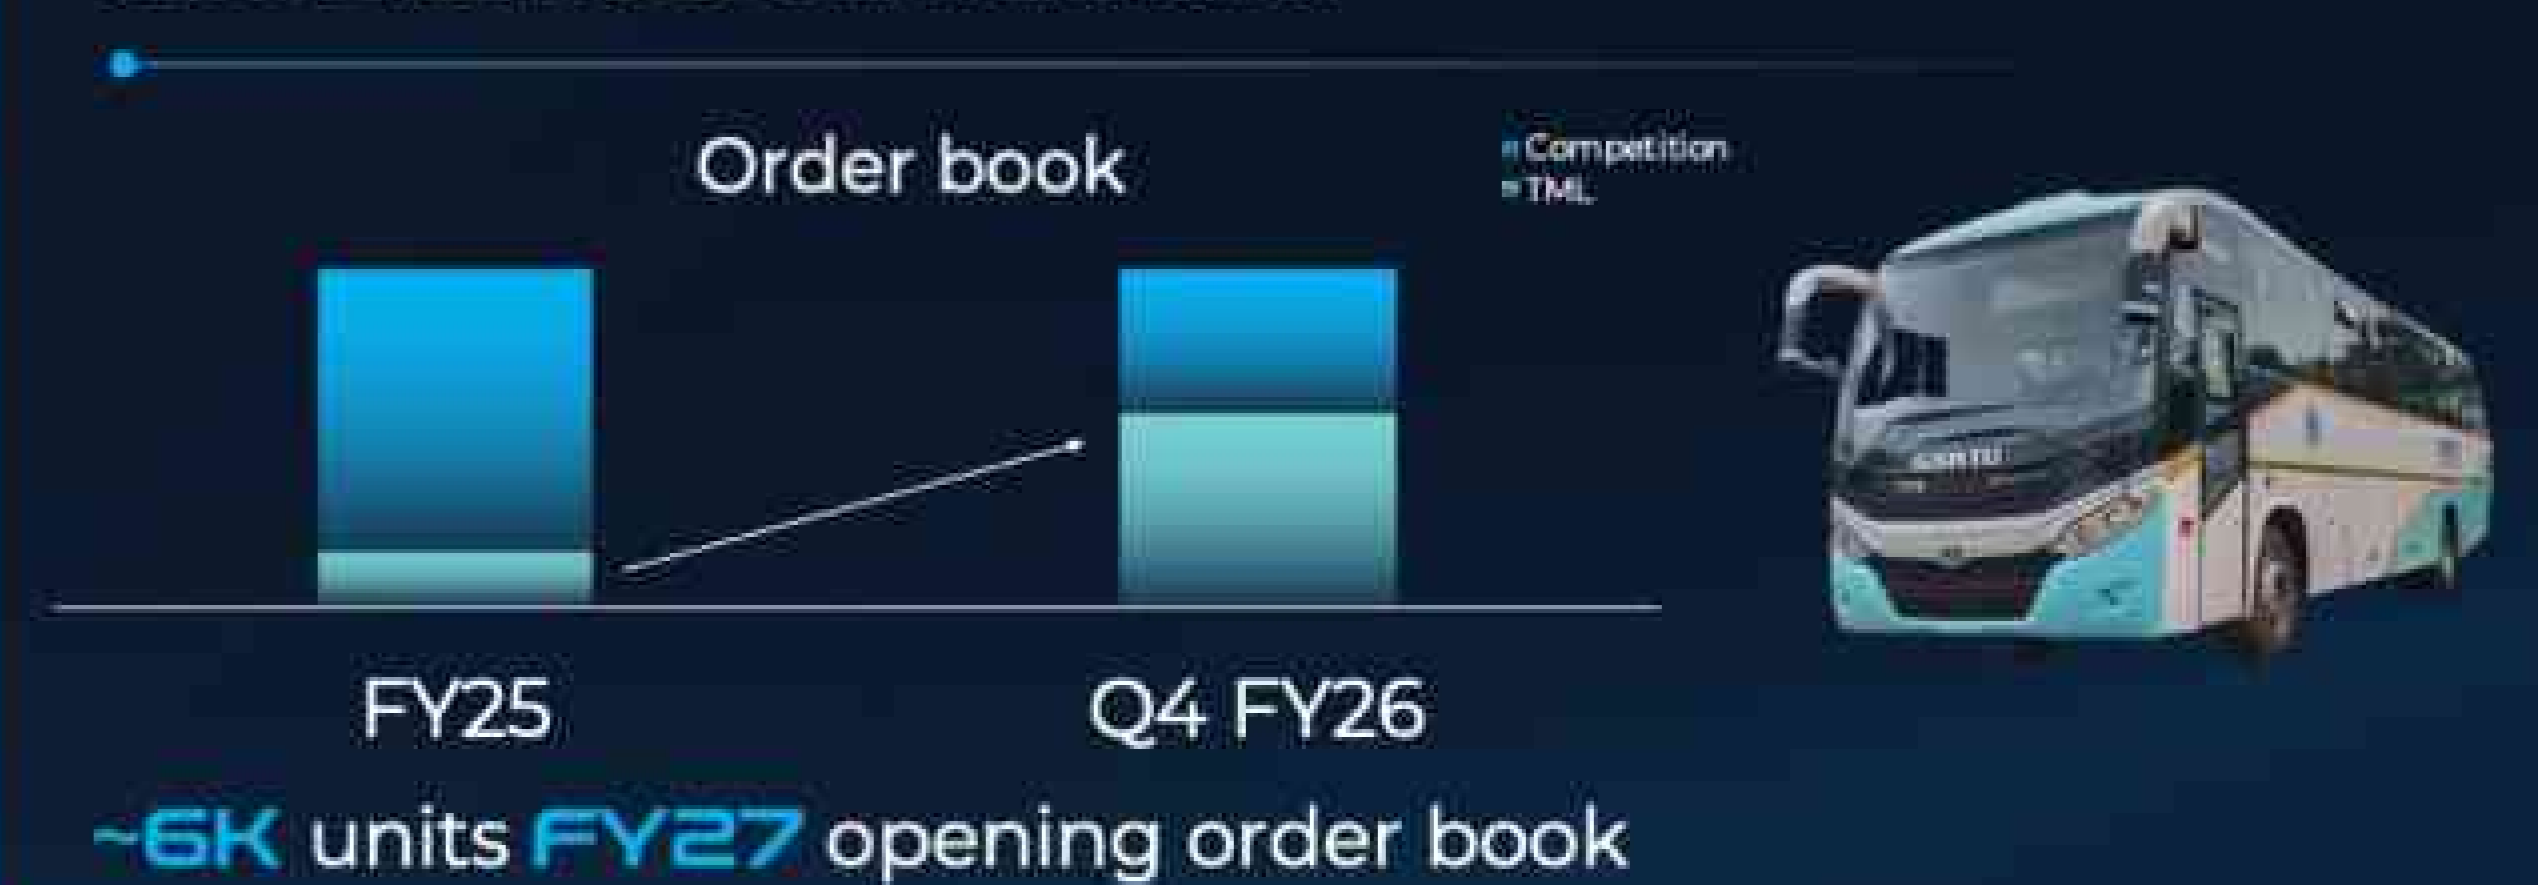 Order book
Competition
TML
FY25
Q4 FY26
~6K units FY27 opening order book